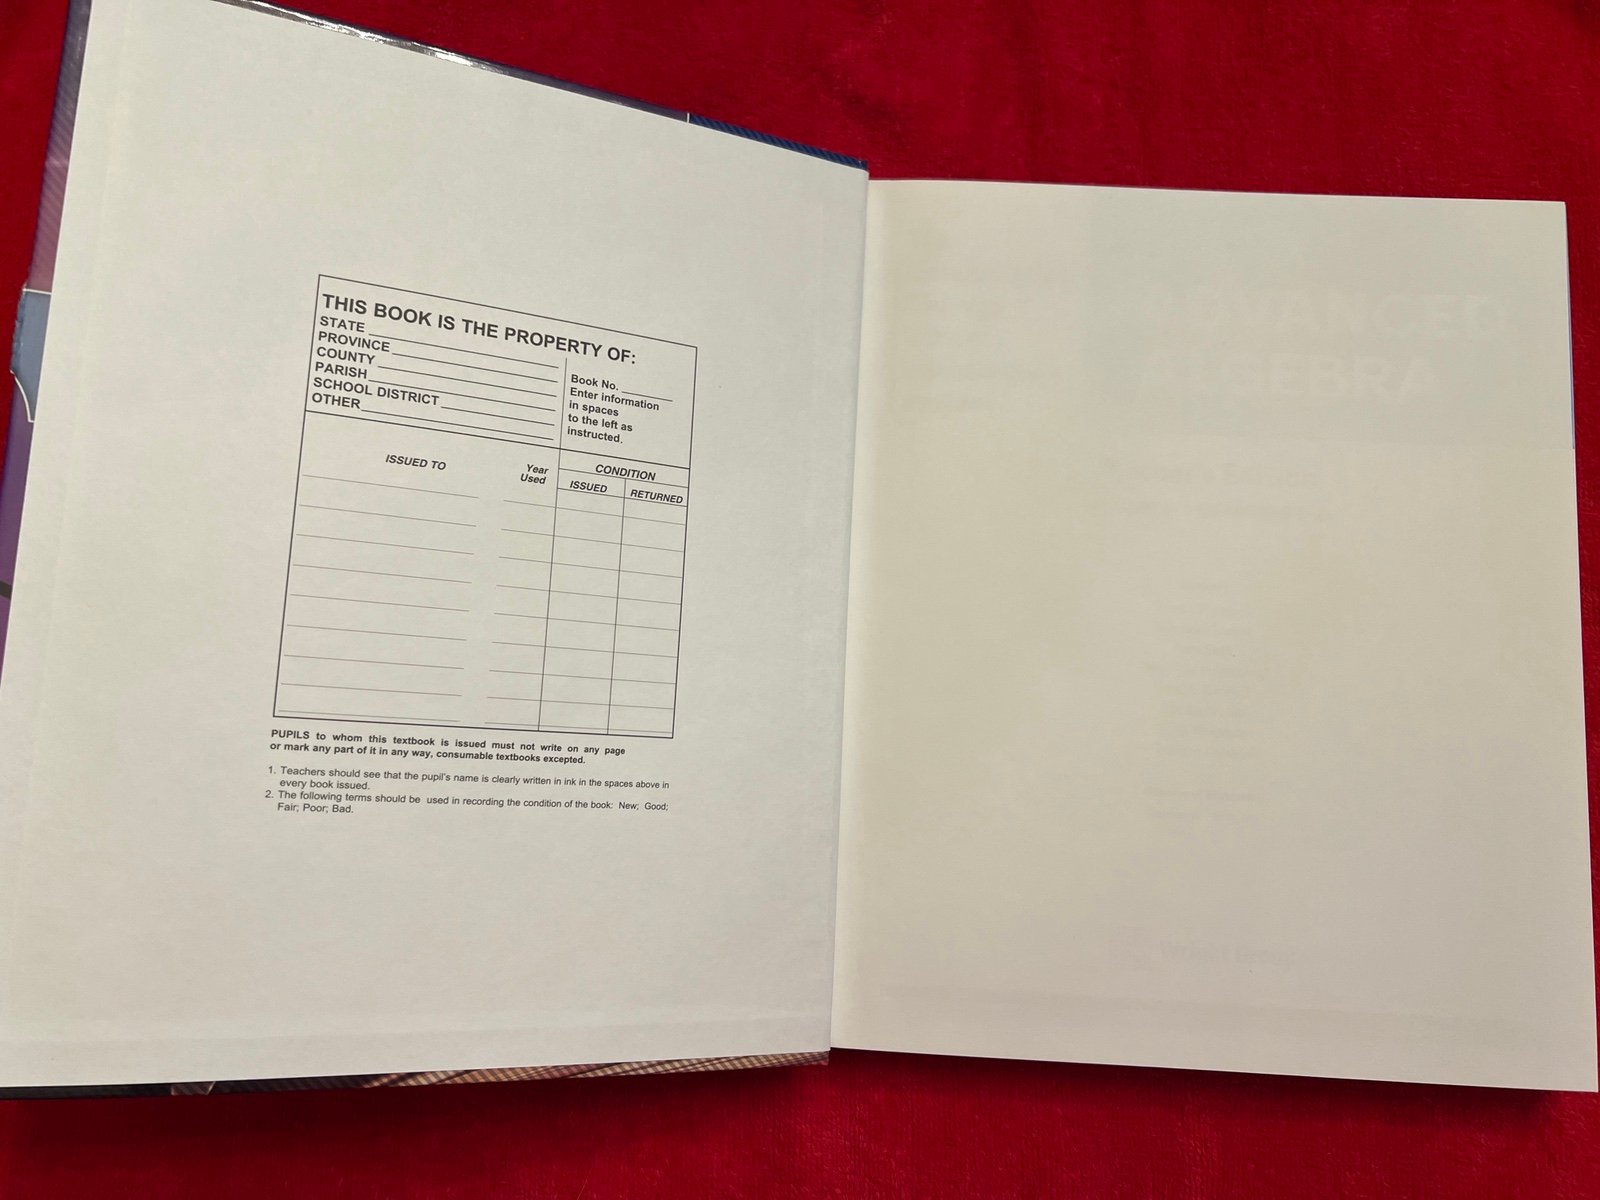 THIS BOOK IS THE PROPERTY OF:
STATE
PROVINCE
COUNTY
PARISH
SCHOOL DISTRICT
OTHER
Book No.
Enter information
in spaces
to the left as
instructed.
ISSUED TO
Year
Used
CONDITION
ISSUED
RETURNED
PUPILS to whom this textbook is issued must not write on any page
or mark any part of it in any way, consumable textbooks excepted.
1. Teachers should see that the pupil's name is clearly written in ink in the spaces above in
every book issued.
2. The following terms should be used in recording the condition of the book: New; Good;
Fair; Poor; Bad.